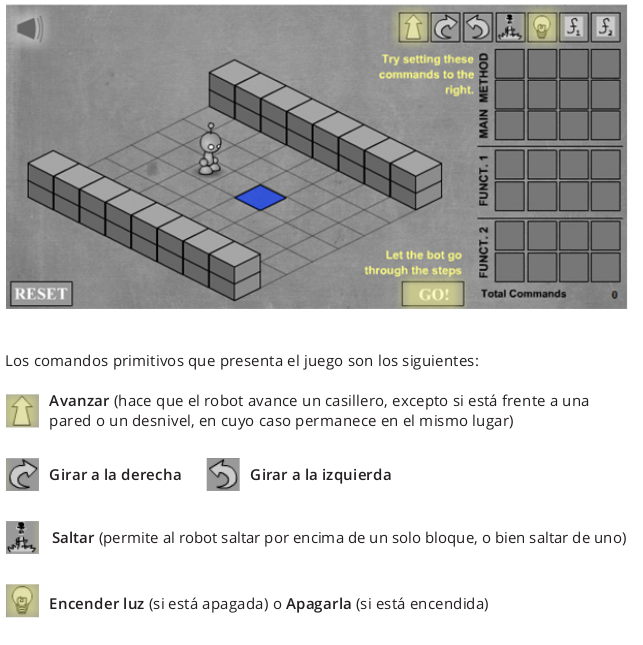 Try setting these
commands to the
right.
MAIN METHOD
FUNCT. 1
FUNCT. 2
Let the bot go
through the steps
RESET
GO!
Total Commands 0
Los comandos primitivos que presenta el juego son los siguientes:
Avanzar (hace que el robot avance un casillero, excepto si está frente a una
pared o un desnivel, en cuyo caso permanece en el mismo lugar)
Girar a la derecha Girar a la izquierda
Saltar (permite al robot saltar por encima de un solo bloque, o bien saltar de uno)
Encender luz (si está apagada) o Apagarla (si está encendida)